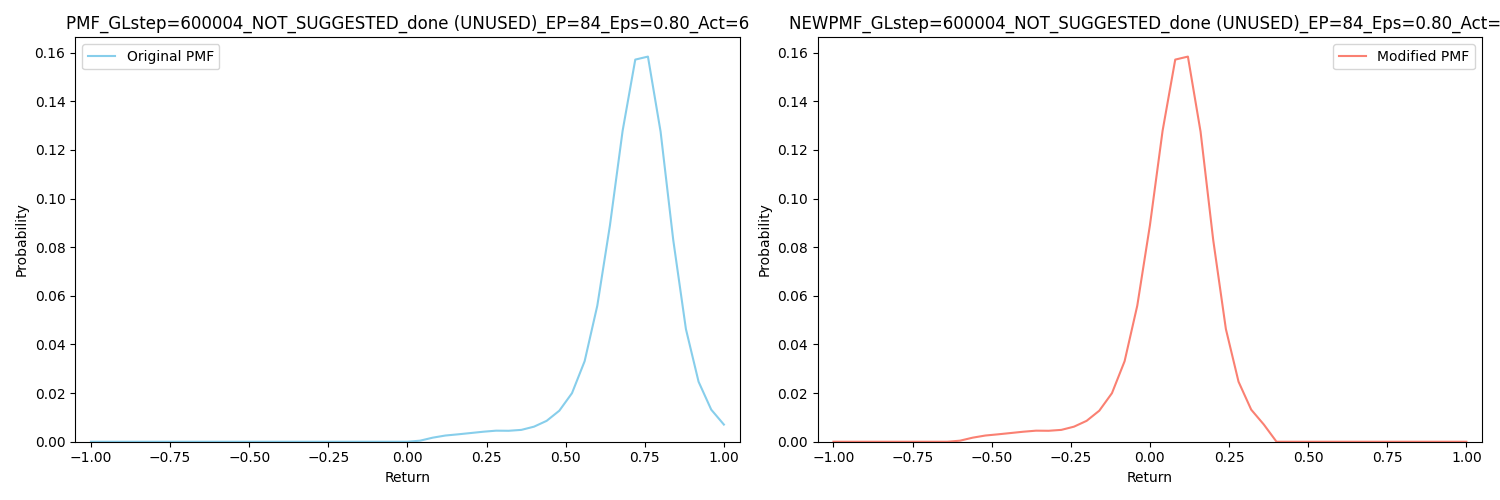 PMF_GLstep=600004_NOT_SUGGESTED_done (UNUSED)_EP=84_Eps=0.80_Act=6
Original PMF
0.16
0.14
0.12
0.10
0.08
0.06
0.04
0.02
0.00
Probability
−1.00 −0.75 −0.50 −0.25 0.00 0.25 0.50 0.75 1.00
Return
NEWPMF_GLstep=600004_NOT_SUGGESTED_done (UNUSED)_EP=84_Eps=0.80_Act=
Modified PMF
0.16
0.14
0.12
0.10
0.08
0.06
0.04
0.02
0.00
Probability
−1.00 −0.75 −0.50 −0.25 0.00 0.25 0.50 0.75 1.00
Return